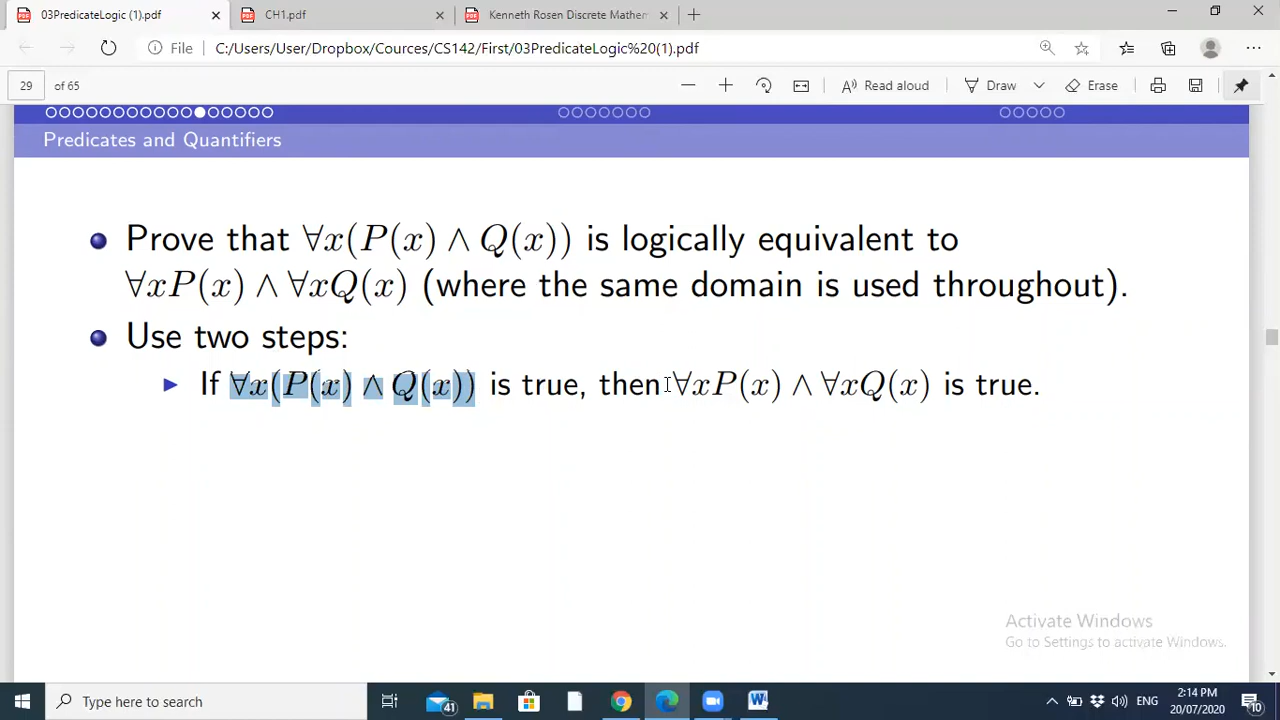 03PredicateLogic (1).pdf
CH1.pdf
Kenneth Rosen Discrete Mathem
File
C:/Users/User/Dropbox/Cources/CS142/First/03PredicateLogic%20(1).pdf
29 of 65
Read aloud
Draw
Erase
Predicates and Quantifiers
Prove that ∀x(P(x) ∧ Q(x)) is logically equivalent to
∀xP(x) ∧ ∀xQ(x) (where the same domain is used throughout).
Use two steps:
If ∀x(P(x) ∧ Q(x)) is true, then ∀xP(x) ∧ ∀xQ(x) is true.
Activate Windows
Go to Settings to activate Windows.
Type here to search
41
ENG
2:14 PM
20/07/2020
10